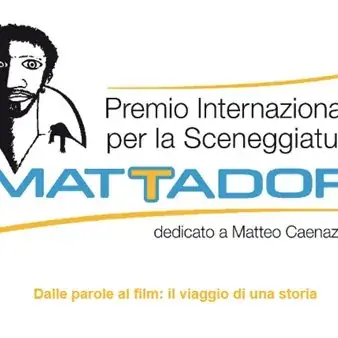 Premio Internaziona
per la Sceneggiatu
MATTADOR
dedicato a Matteo Caenaz
Dalle parole al film: il viaggio di una storia